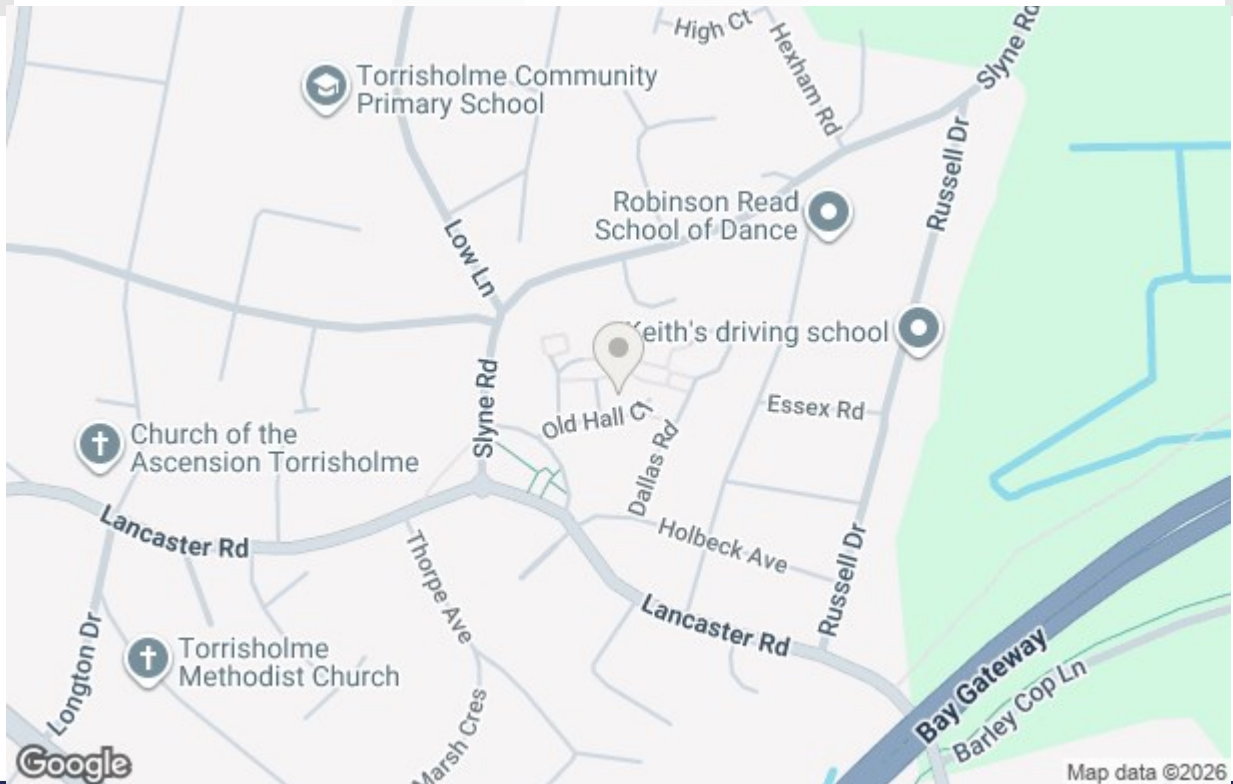 High Ct
Hexham Rd
Slyne Rd
Torrisholme Community
Primary School
Russell Dr
Robinson Read
School of Dance
Low Ln
Keith's driving school
Slyne Rd
Essex Rd
Old Hall Ct
Dallas Rd
Church of the
Ascension Torrisholme
Lancaster Rd
Holbeck Ave
Thorpe Ave
Russell Dr
Lancaster Rd
Torrisholme
Methodist Church
Longton Dr
Marsh Cres
Bay Gateway
Barley Cop Ln
Google
Map data ©2026